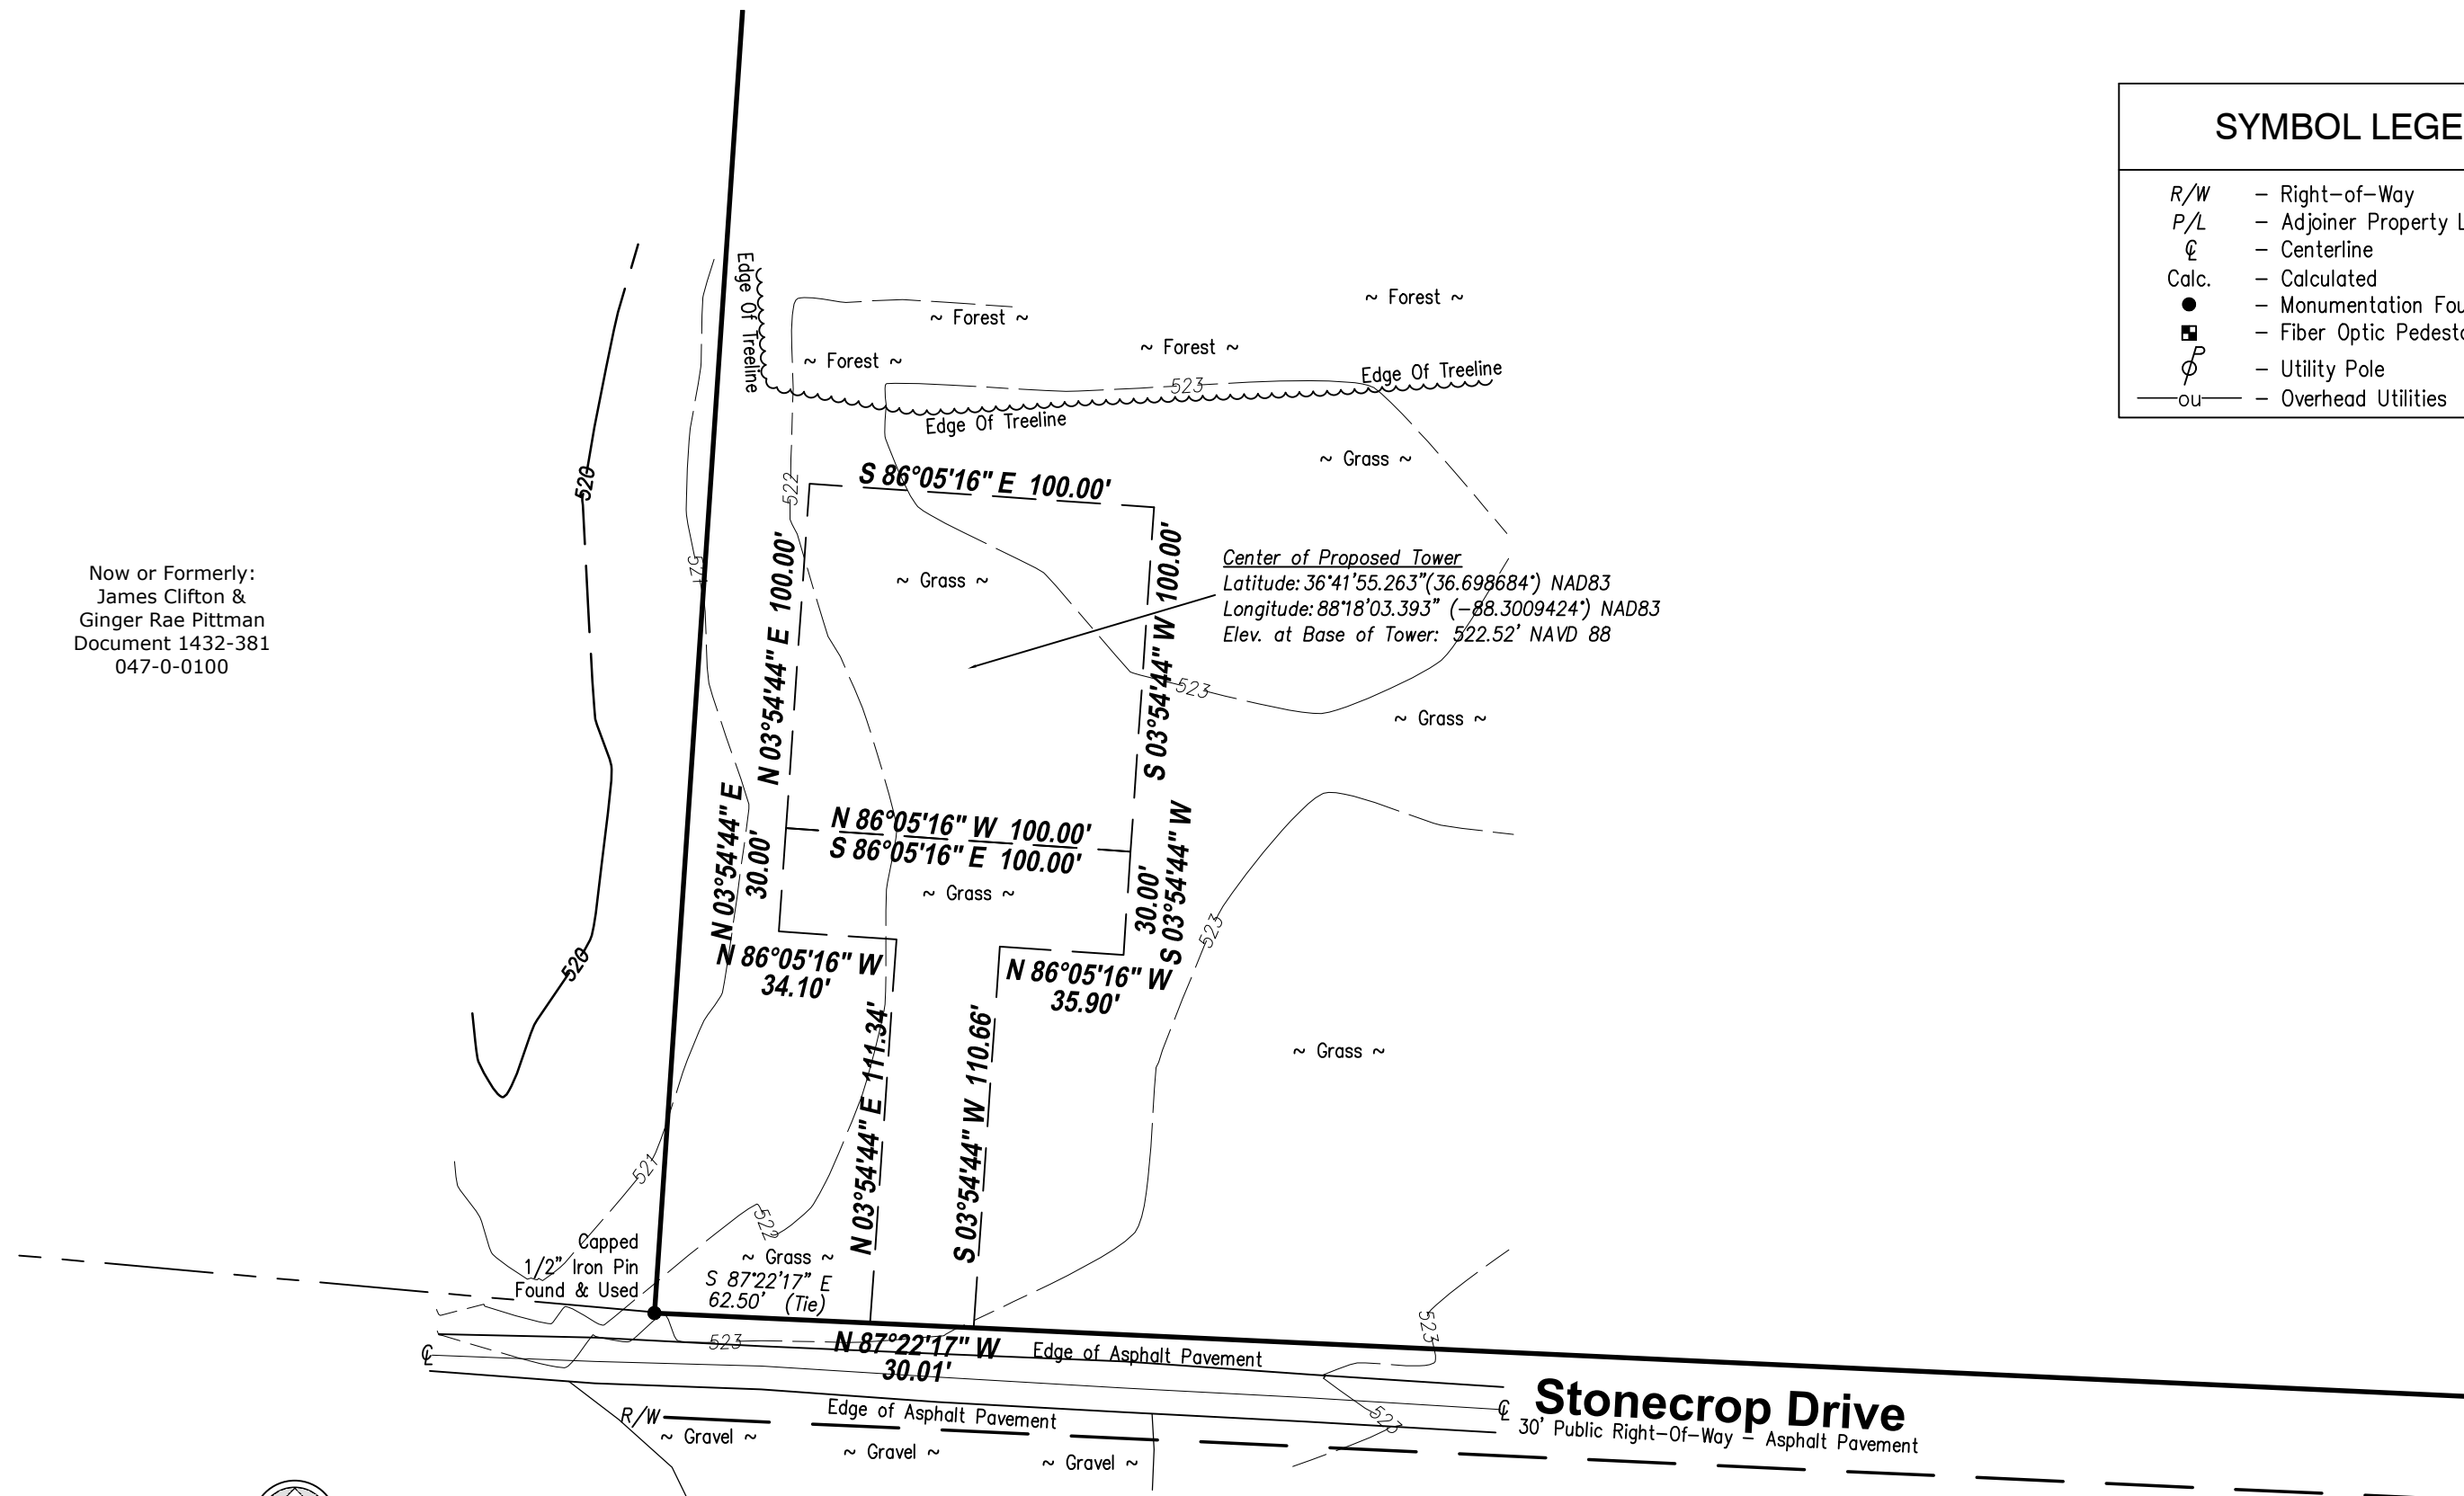 SYMBOL LEGE
R/W – Right-of-Way
P/L – Adjoiner Property L
℄ – Centerline
Calc. – Calculated
– Monumentation Fou
– Fiber Optic Pedest
– Utility Pole
ou – Overhead Utilities
Edge Of Treeline
~ Forest ~
~ Forest ~
~ Forest ~
~ Forest ~
523
Edge Of Treeline
Edge Of Treeline
~ Grass ~
520
522
S 86°05'16" E 100.00'
521
N 03°54'44" E 100.00'
~ Grass ~
S 03°54'44" W 100.00'
Center of Proposed Tower
Latitude: 36°41'55.263"(36.698684°) NAD83
Longitude: 88°18'03.393" (-88.3009424°) NAD83
Elev. at Base of Tower: 522.52' NAVD 88
Now or Formerly:
James Clifton &
Ginger Rae Pittman
Document 1432-381
047-0-0100
523
~ Grass ~
N 86°05'16" W 100.00'
S 86°05'16" E 100.00'
N 03°54'44" E
30.00'
~ Grass ~
30.00'
S 03°54'44" W
523
520
N 86°05'16" W
34.10'
N 86°05'16" W
35.90'
~ Grass ~
N 03°54'44" E 111.34'
S 03°54'44" W 110.66'
521
522
Capped
1/2" Iron Pin
Found & Used
~ Grass ~
S 87°22'17" E
62.50' (Tie)
523
523
N 87°22'17" W
30.01'
Edge of Asphalt Pavement
℄
℄
Stonecrop Drive
30' Public Right-Of-Way – Asphalt Pavement
523
R/W
Edge of Asphalt Pavement
~ Gravel ~
~ Gravel ~
~ Gravel ~